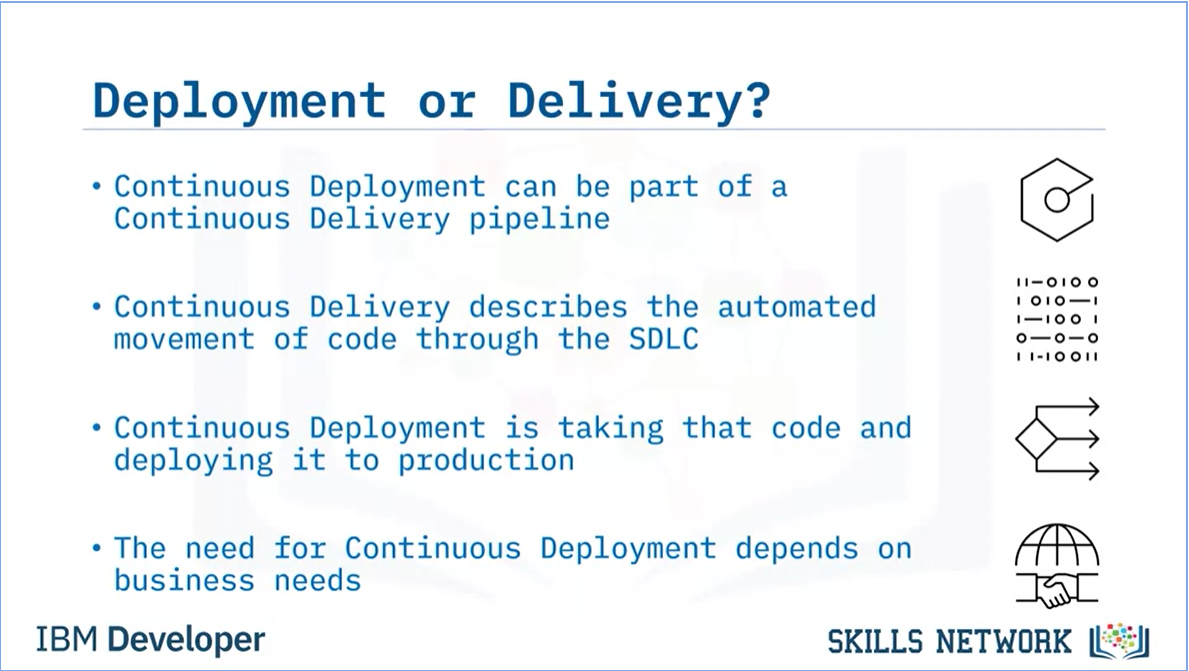 Deployment or Delivery?
• Continuous Deployment can be part of a
Continuous Delivery pipeline
• Continuous Delivery describes the automated
movement of code through the SDLC
• Continuous Deployment is taking that code and
deploying it to production
• The need for Continuous Deployment depends on
business needs
IBM Developer
SKILLS NETWORK